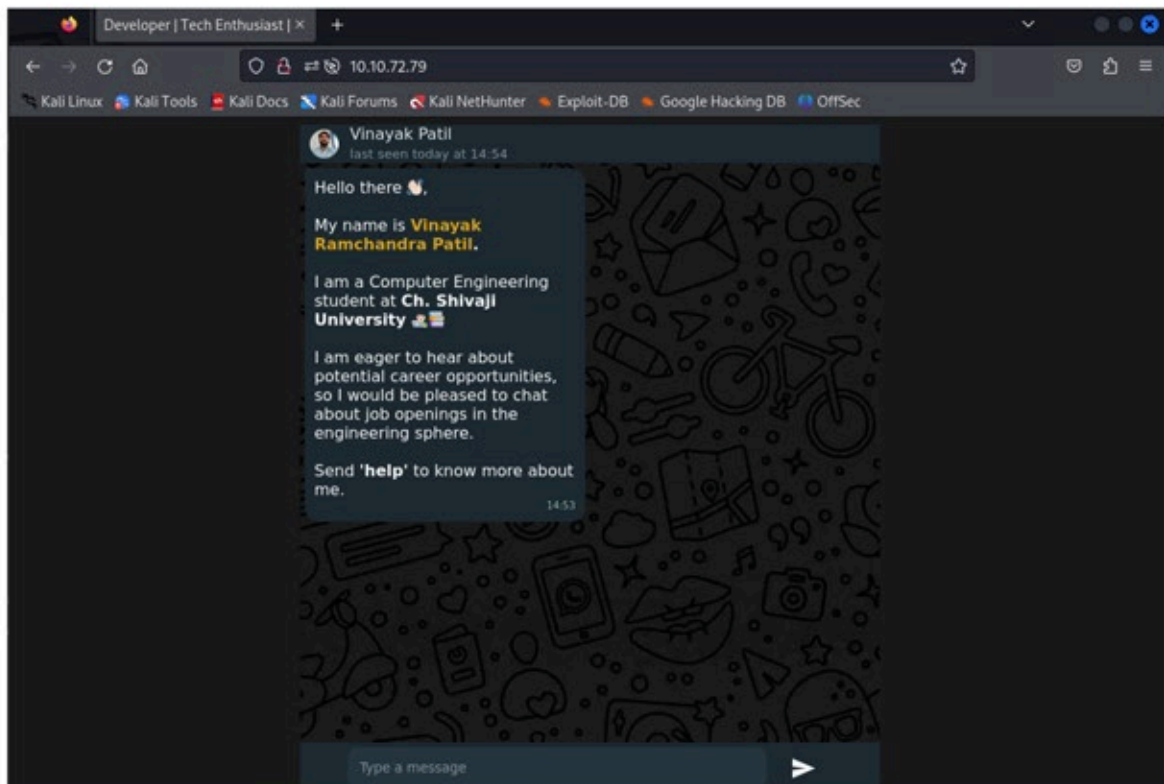 Developer | Tech Enthusiast |
10.10.72.79
Kali Linux Kali Tools Kali Docs Kali Forums Kali NetHunter Exploit-DB Google Hacking DB OffSec
Vinayak Patil
last seen today at 14:54
Hello there 👋🏻,
My name is Vinayak
Ramchandra Patil.
I am a Computer Engineering
student at Ch. Shivaji
University 👨🏻‍💻📚
I am eager to hear about
potential career opportunities,
so I would be pleased to chat
about job openings in the
engineering sphere.
Send 'help' to know more about
me.
14:53
Type a message